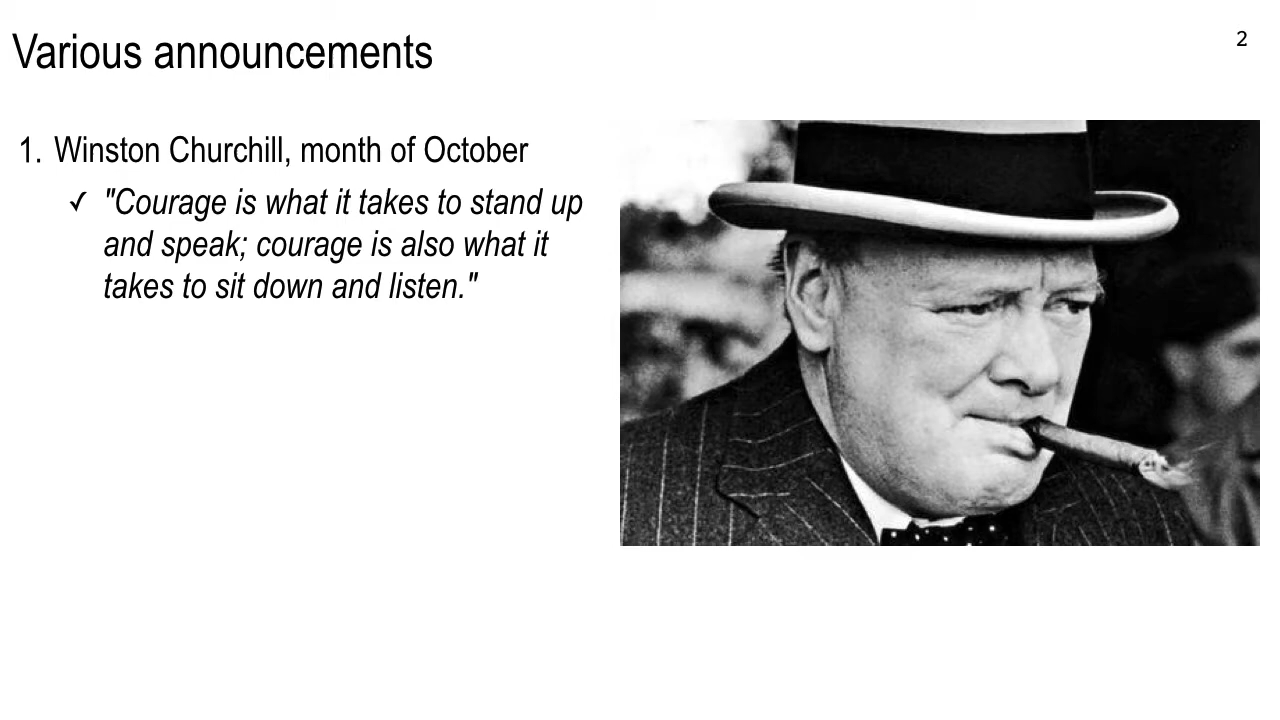 Various announcements
2
1. Winston Churchill, month of October
✓ "Courage is what it takes to stand up
and speak; courage is also what it
takes to sit down and listen."